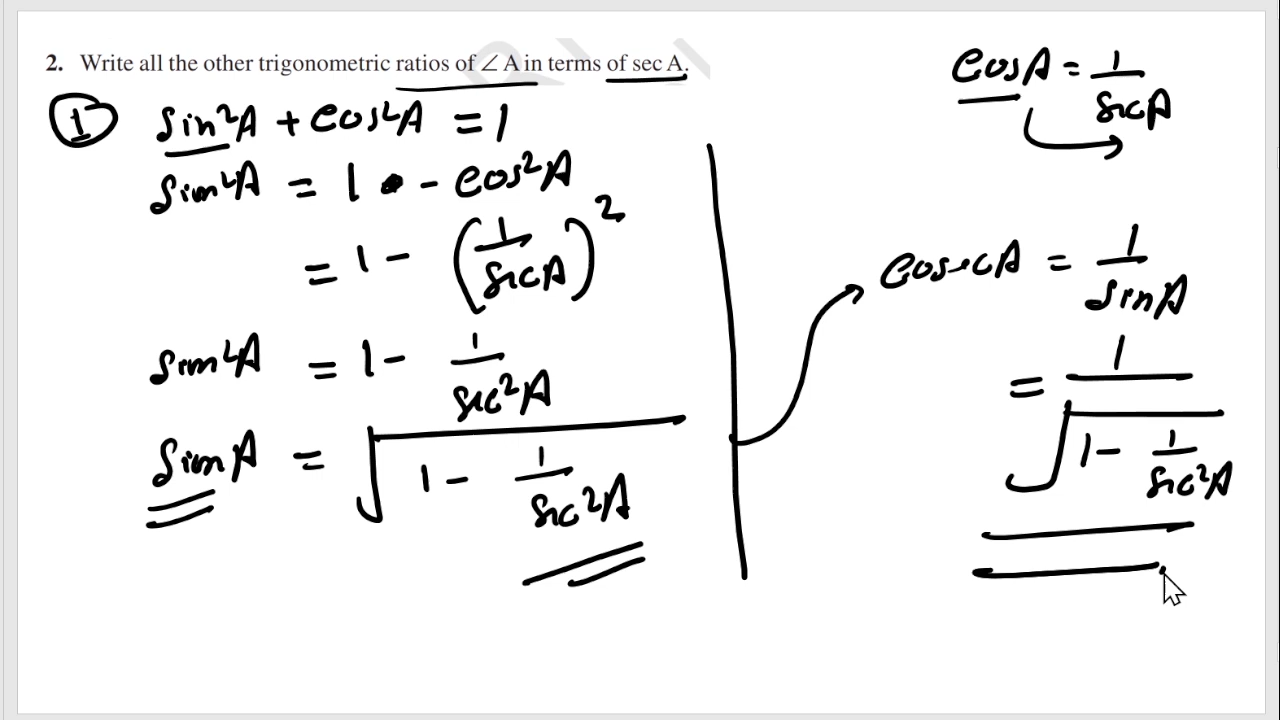 2. Write all the other trigonometric ratios of ∠A in terms of sec A.
① sin²A + cos²A = 1
sin²A = 1 - cos²A
= 1 - (1/secA)²
sin²A = 1 - 1/sec²A
sinA = √(1 - 1/sec²A)
cosA = 1/secA
cosecA = 1/sinA
= 1/√(1 - 1/sec²A)